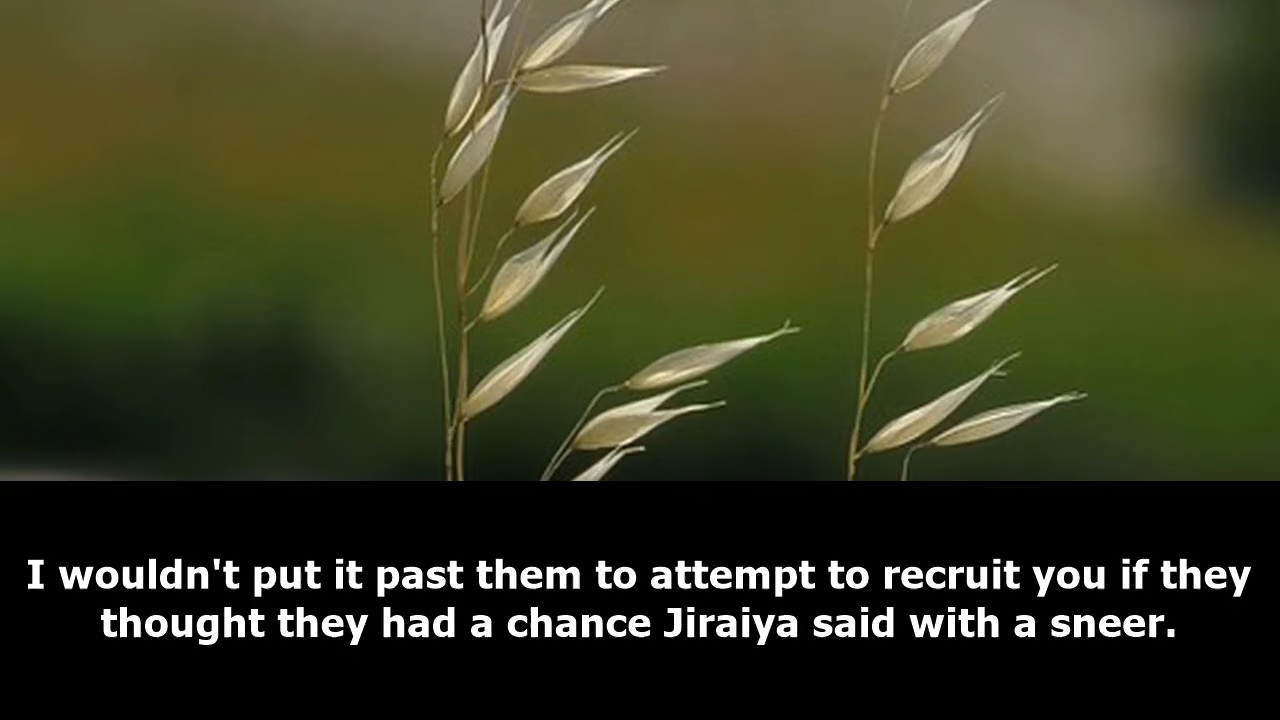 I wouldn't put it past them to attempt to recruit you if they
thought they had a chance Jiraiya said with a sneer.